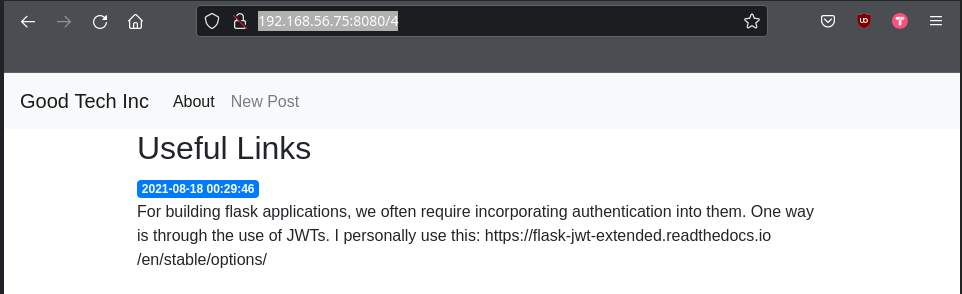 192.168.56.75:8080/4
Good Tech Inc About New Post
Useful Links
2021-08-18 00:29:46
For building flask applications, we often require incorporating authentication into them. One way
is through the use of JWTs. I personally use this: https://flask-jwt-extended.readthedocs.io
/en/stable/options/